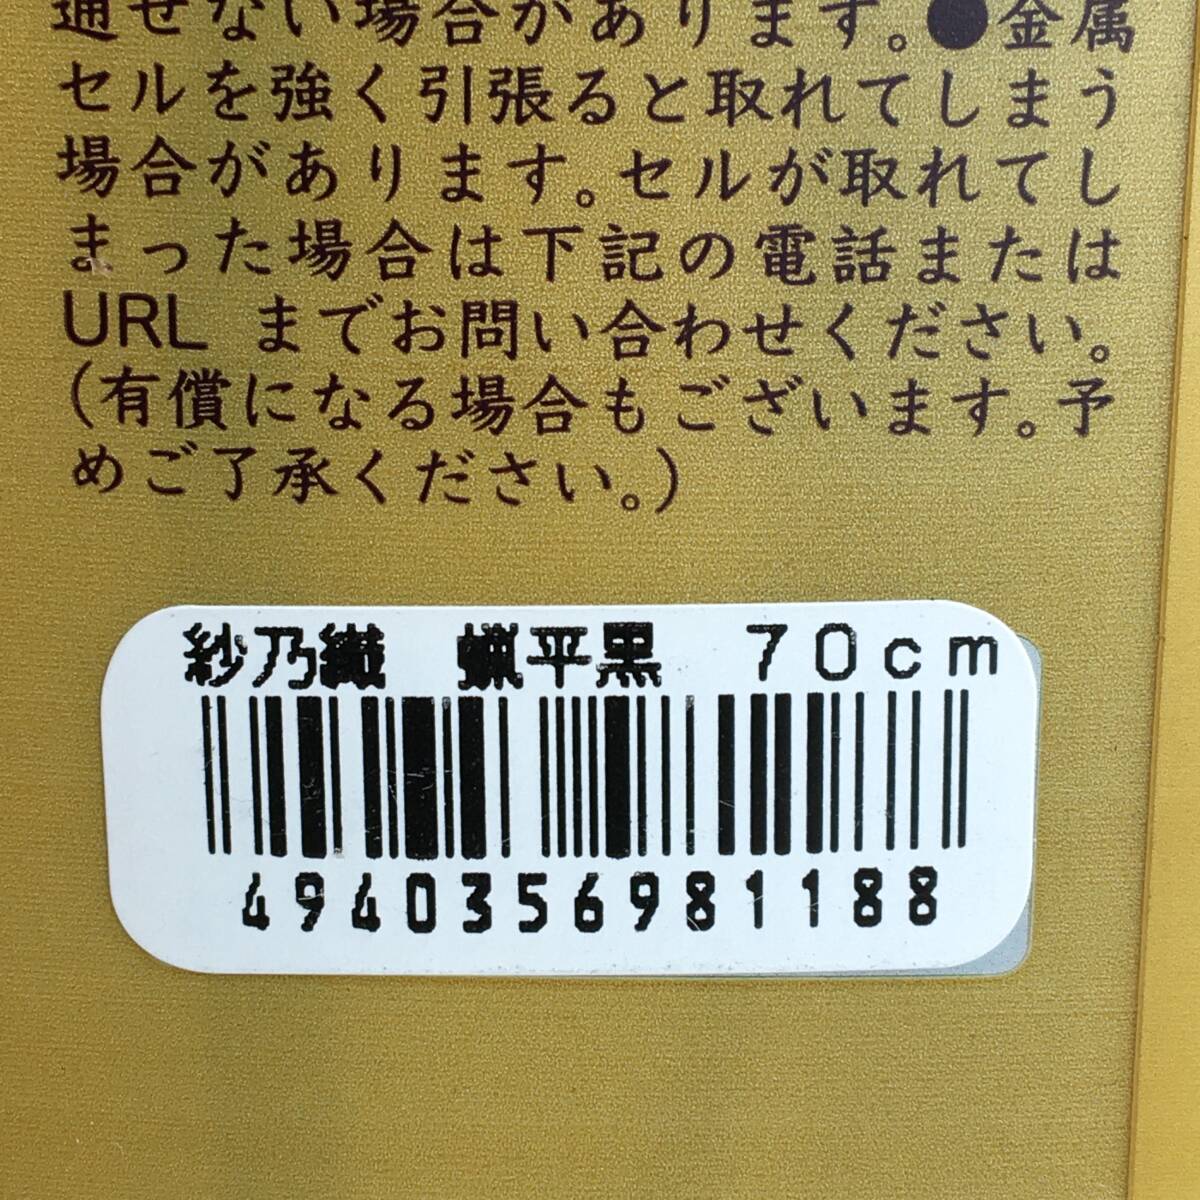 通せない場合があります。●金属
セルを強く引張ると取れてしまう
場合があります。セルが取れてし
まった場合は下記の電話または
URL までお問い合わせください。
(有償になる場合もございます。予
めご了承ください。)
紗乃織 蝋平黒 70cm
4940356981188